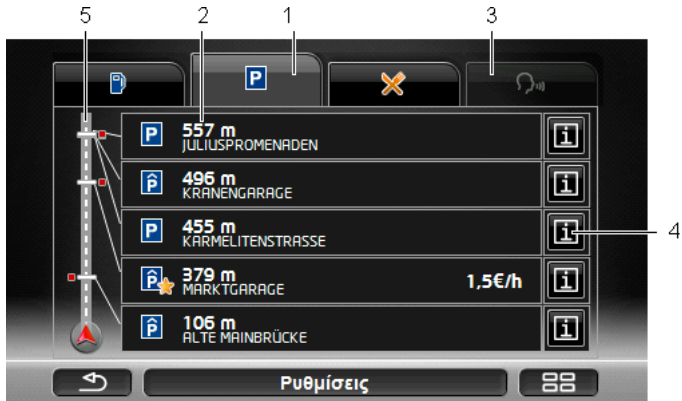 5 2 1 3
P
P 557 m
JULIUSPROMENADEN i
P 496 m
KRANENGARAGE i
P 455 m
KARMELITENSTRASSE i 4
P 379 m
MARKTGARAGE 1,5€/h i
P 106 m
ALTE MAINBRÜCKE i
Ρυθμίσεις